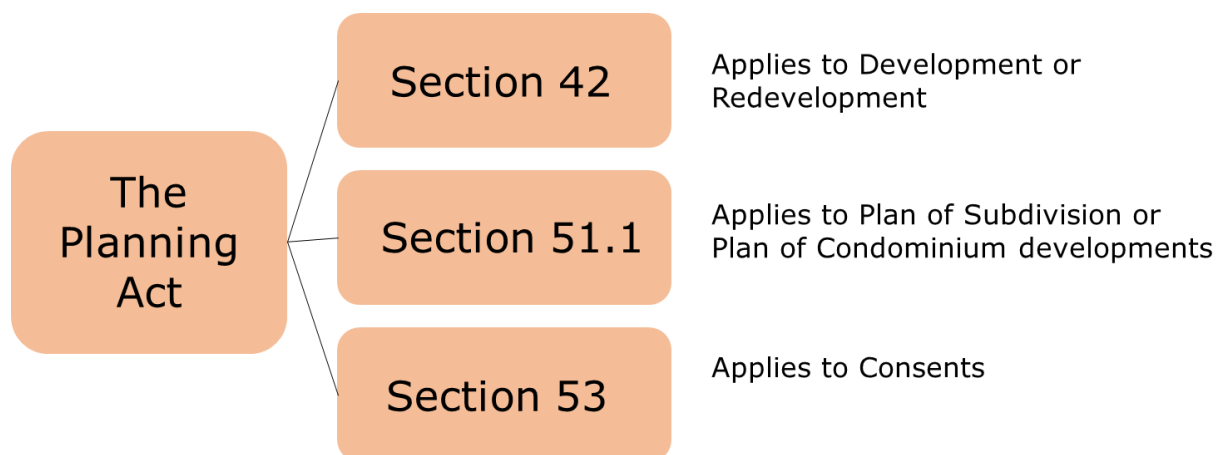 The
Planning
Act
Section 42
Applies to Development or
Redevelopment
Section 51.1
Applies to Plan of Subdivision or
Plan of Condominium developments
Section 53
Applies to Consents